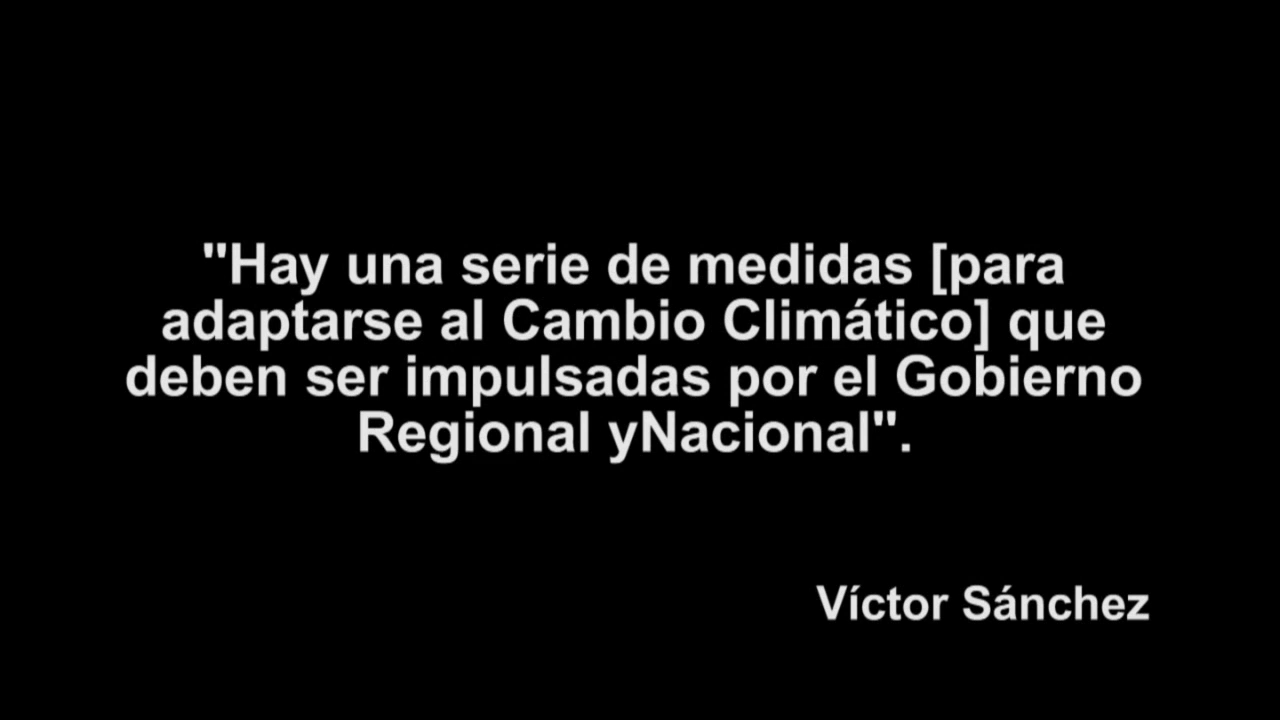 "Hay una serie de medidas [para
adaptarse al Cambio Climático] que
deben ser impulsadas por el Gobierno
Regional yNacional".
Víctor Sánchez